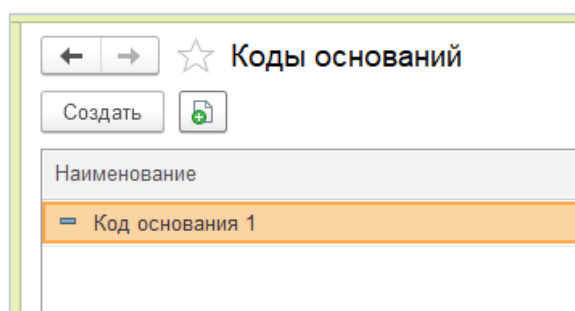 Коды оснований
Создать
Наименование
Код основания 1